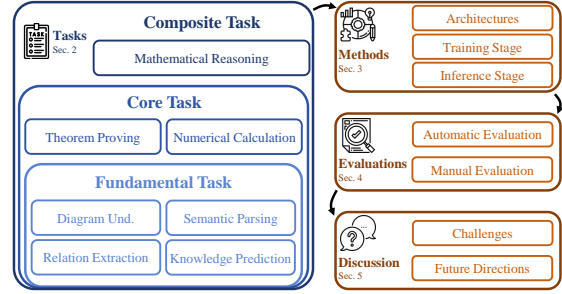 Composite Task
TASK
Tasks
Sec. 2
Mathematical Reasoning
Core Task
Theorem Proving
Numerical Calculation
Fundamental Task
Diagram Und.
Semantic Parsing
Relation Extraction
Knowledge Prediction
Methods
Sec. 3
Architectures
Training Stage
Inference Stage
Evaluations
Sec. 4
Automatic Evaluation
Manual Evaluation
Discussion
Sec. 5
Challenges
Future Directions